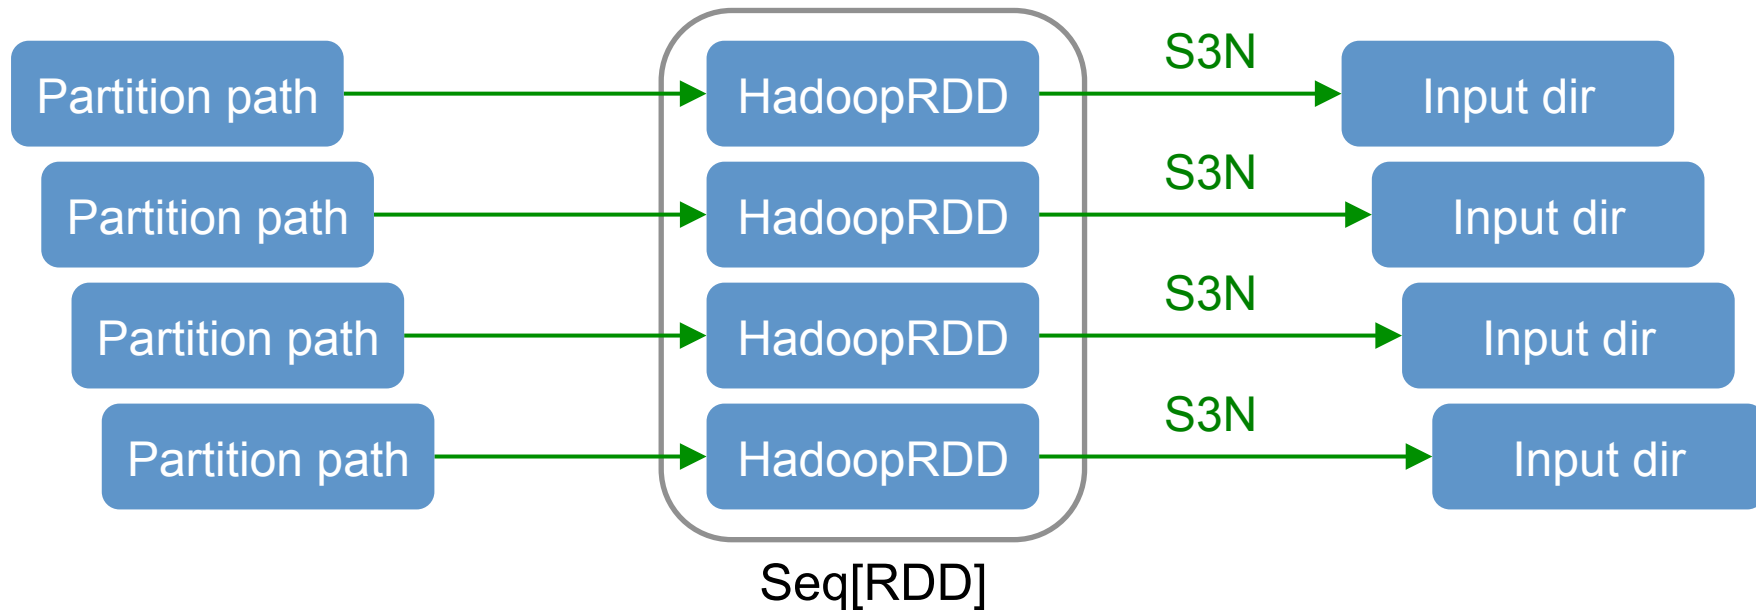 S3N
Partition path HadoopRDD Input dir
S3N
Partition path HadoopRDD Input dir
S3N
Partition path HadoopRDD Input dir
S3N
Partition path HadoopRDD Input dir
Seq[RDD]